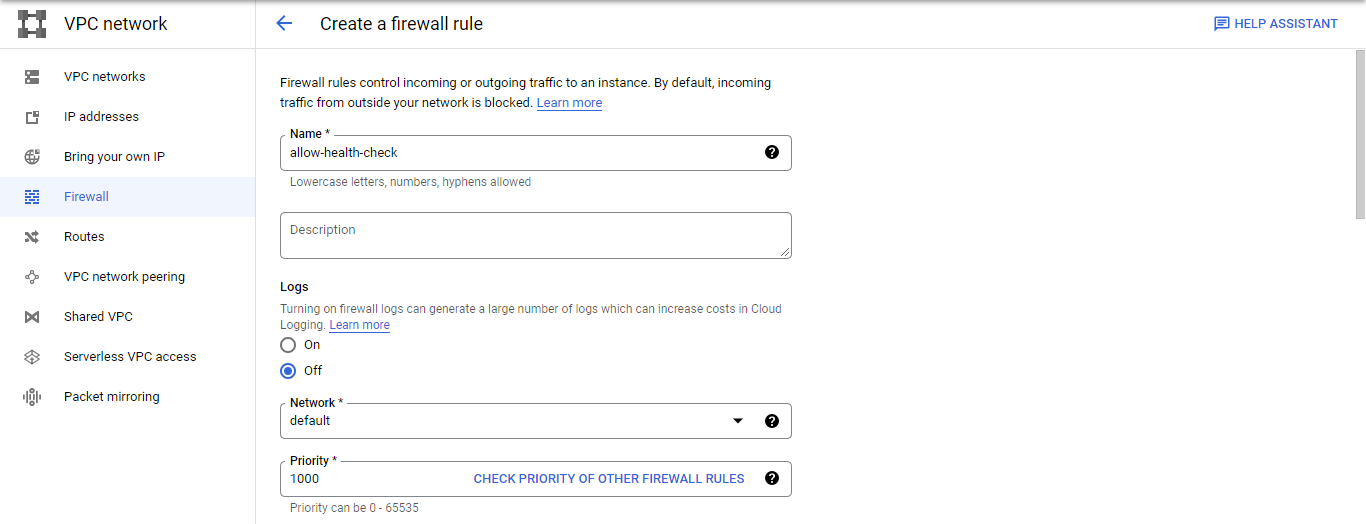 VPC network
Create a firewall rule
HELP ASSISTANT
VPC networks
IP addresses
Bring your own IP
Firewall
Routes
VPC network peering
Shared VPC
Serverless VPC access
Packet mirroring
Firewall rules control incoming or outgoing traffic to an instance. By default, incoming
traffic from outside your network is blocked. Learn more
Name *
allow-health-check
Lowercase letters, numbers, hyphens allowed
Description
Logs
Turning on firewall logs can generate a large number of logs which can increase costs in Cloud
Logging. Learn more
On
Off
Network *
default
Priority *
1000 CHECK PRIORITY OF OTHER FIREWALL RULES
Priority can be 0 - 65535